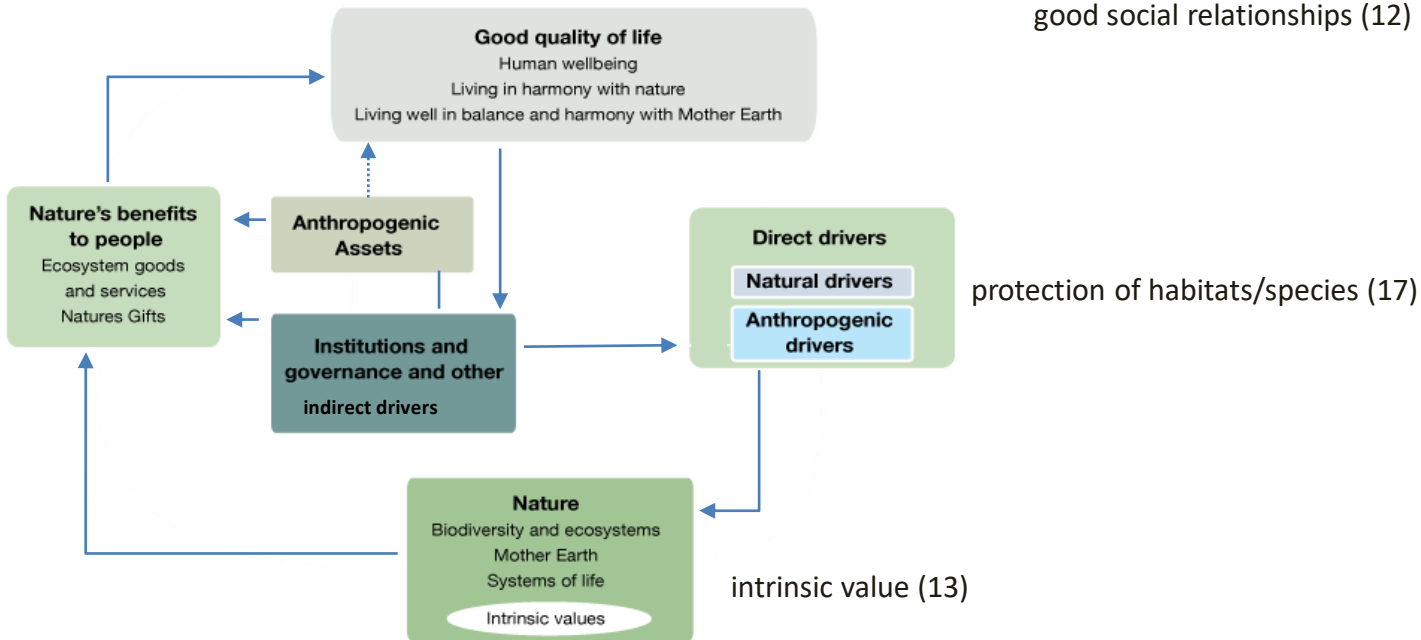 good social relationships (12)
Good quality of life
Human wellbeing
Living in harmony with nature
Living well in balance and harmony with Mother Earth
Nature's benefits
to people
Ecosystem goods
and services
Natures Gifts
Anthropogenic
Assets
Institutions and
governance and other
indirect drivers
Direct drivers
Natural drivers
Anthropogenic
drivers
protection of habitats/species (17)
Nature
Biodiversity and ecosystems
Mother Earth
Systems of life
Intrinsic values
intrinsic value (13)